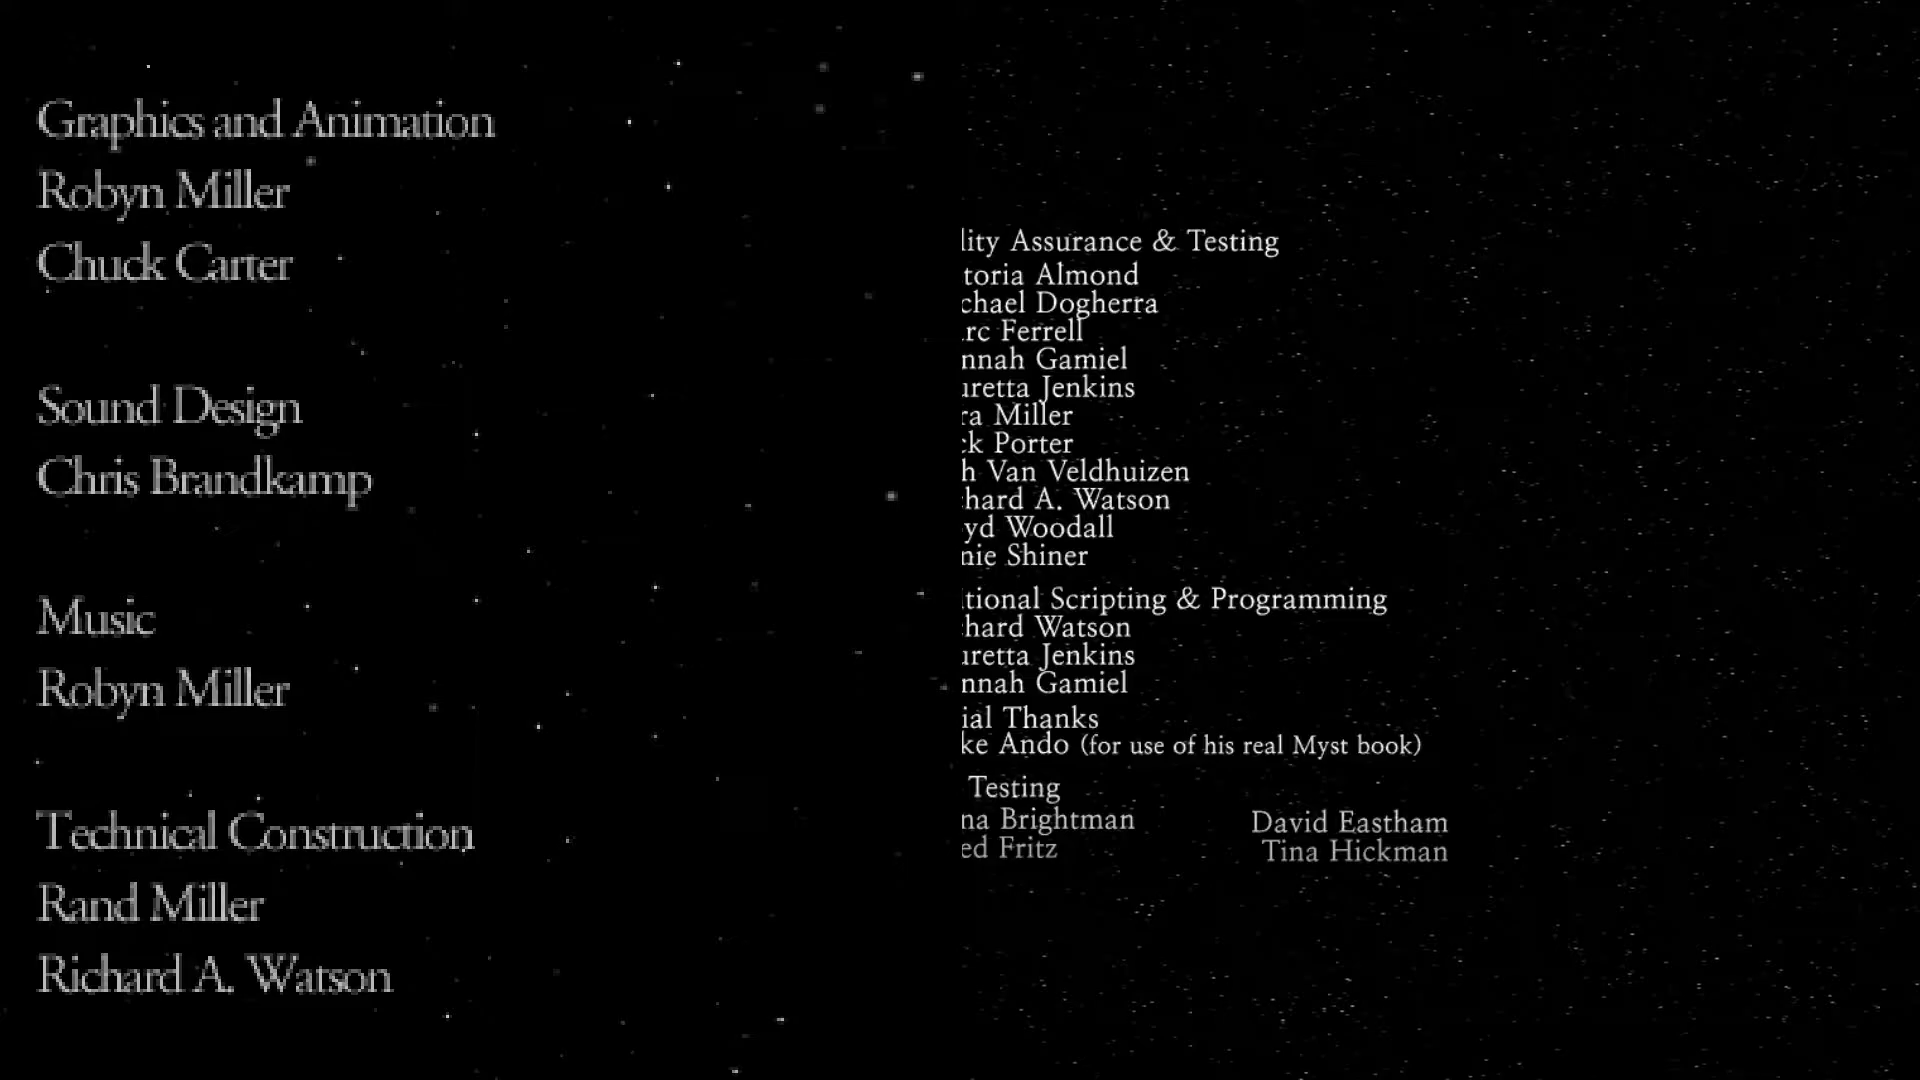 Graphics and Animation
Robyn Miller
Chuck Carter
Sound Design
Chris Brandkamp
Music
Robyn Miller
Technical Construction
Rand Miller
Richard A. Watson
lity Assurance & Testing
toria Almond
chael Dogherra
rc Ferrell
nnah Gamiel
uretta Jenkins
ra Miller
ck Porter
h Van Veldhuizen
hard A. Watson
yd Woodall
nie Shiner
tional Scripting & Programming
hard Watson
uretta Jenkins
nnah Gamiel
ial Thanks
ke Ando (for use of his real Myst book)
Testing
na Brightman David Eastham
ed Fritz Tina Hickman